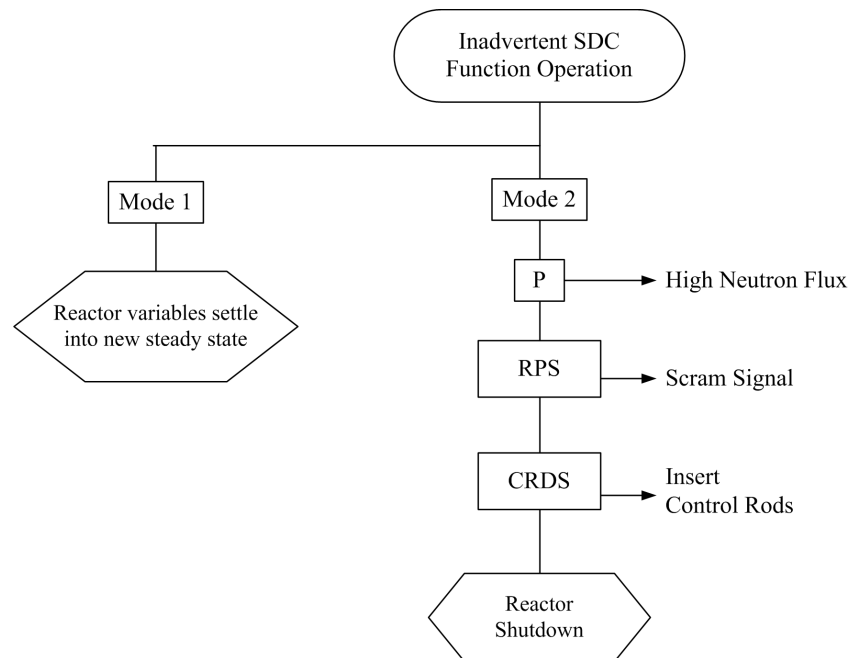 Inadvertent SDC
Function Operation
Mode 1
Mode 2
Reactor variables settle
into new steady state
P
High Neutron Flux
RPS
Scram Signal
CRDS
Insert
Control Rods
Reactor
Shutdown